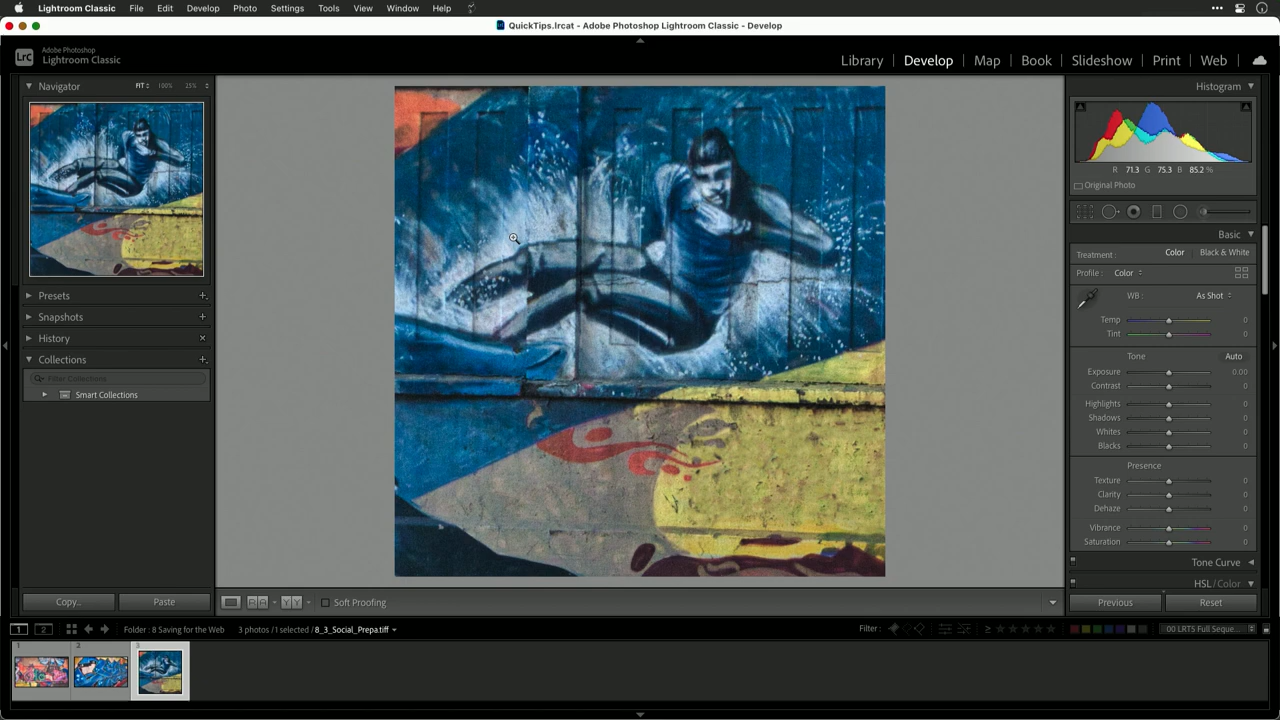 Lightroom Classic File Edit Develop Photo Settings Tools View Window Help
QuickTips.lrcat - Adobe Photoshop Lightroom Classic - Develop
Lrc Adobe Photoshop
Lightroom Classic
Library Develop Map Book Slideshow Print Web
Navigator FIT 100% 25%
Presets
Snapshots
History
Collections
Filter Collections
Smart Collections
Copy... Paste
Soft Proofing
Histogram
R 71.3 G 75.3 B 85.2 %
Original Photo
Basic
Treatment : Color Black & White
Profile : Color
WB : As Shot
Temp 0
Tint 0
Tone Auto
Exposure 0.00
Contrast 0
Highlights 0
Shadows 0
Whites 0
Blacks 0
Presence
Texture 0
Clarity 0
Dehaze 0
Vibrance 0
Saturation 0
Tone Curve
HSL / Color
Previous Reset
1 2 Folder : 8 Saving for the Web 3 photos / 1 selected / 8_3_Social_Prepa.tiff Filter : 00 LRT5 Full Seque...
1 2 3